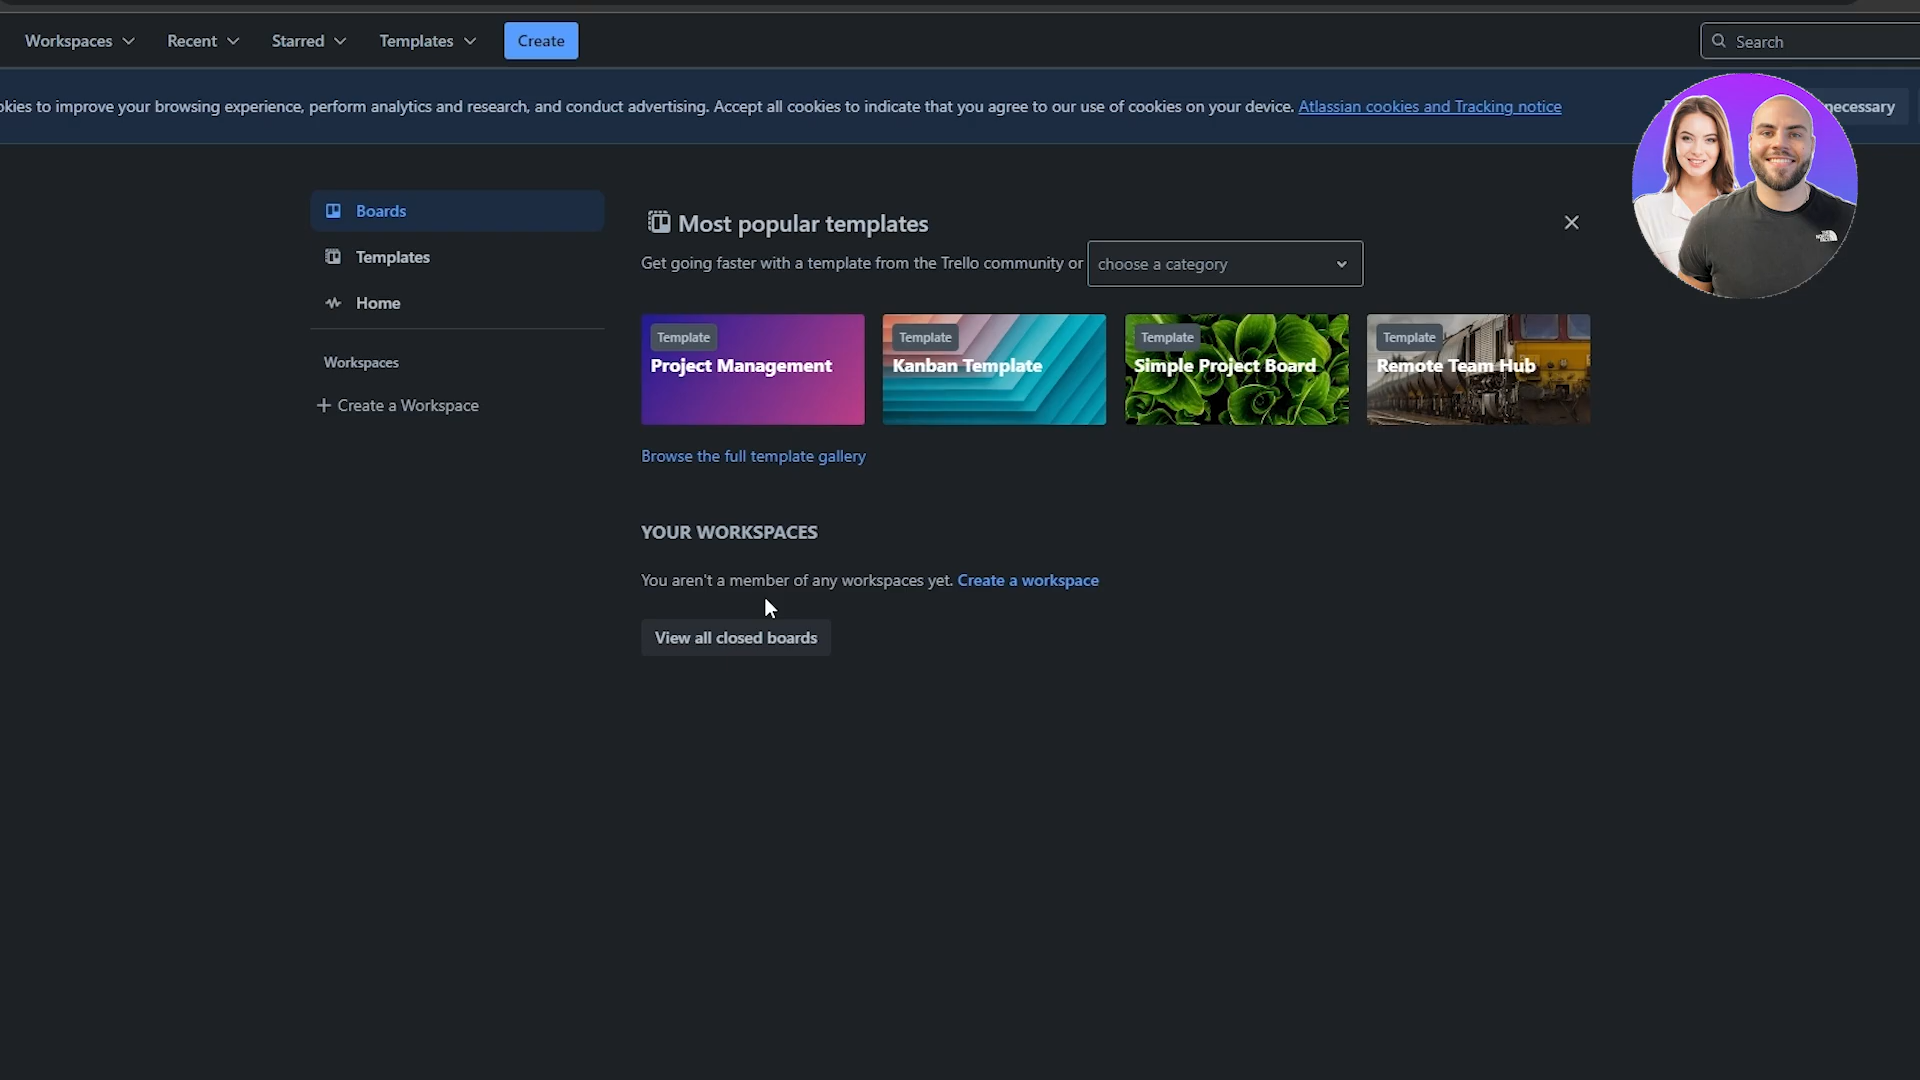 Workspaces Recent Starred Templates Create Search
okies to improve your browsing experience, perform analytics and research, and conduct advertising. Accept all cookies to indicate that you agree to our use of cookies on your device. Atlassian cookies and Tracking notice necessary
Boards
Templates
Home
Workspaces
+ Create a Workspace
Most popular templates
Get going faster with a template from the Trello community or choose a category
Template Template Template Template
Project Management Kanban Template Simple Project Board Remote Team Hub
Browse the full template gallery
YOUR WORKSPACES
You aren't a member of any workspaces yet. Create a workspace
View all closed boards